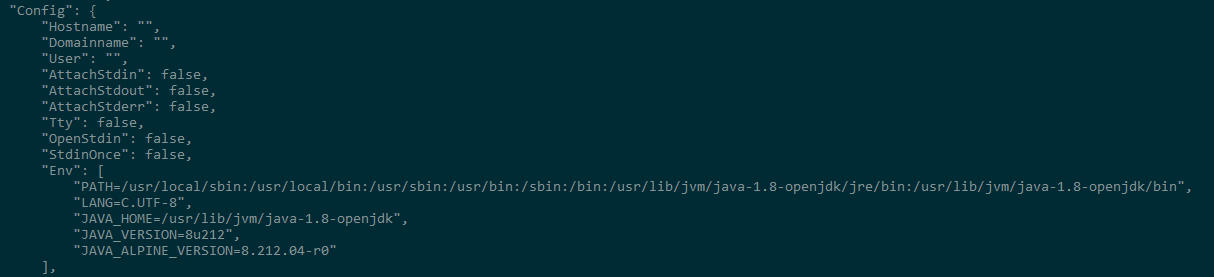 "Config": {
"Hostname": "",
"Domainname": "",
"User": "",
"AttachStdin": false,
"AttachStdout": false,
"AttachStderr": false,
"Tty": false,
"OpenStdin": false,
"StdinOnce": false,
"Env": [
"PATH=/usr/local/sbin:/usr/local/bin:/usr/sbin:/usr/bin:/sbin:/bin:/usr/lib/jvm/java-1.8-openjdk/jre/bin:/usr/lib/jvm/java-1.8-openjdk/bin",
"LANG=C.UTF-8",
"JAVA_HOME=/usr/lib/jvm/java-1.8-openjdk",
"JAVA_VERSION=8u212",
"JAVA_ALPINE_VERSION=8.212.04-r0"
],